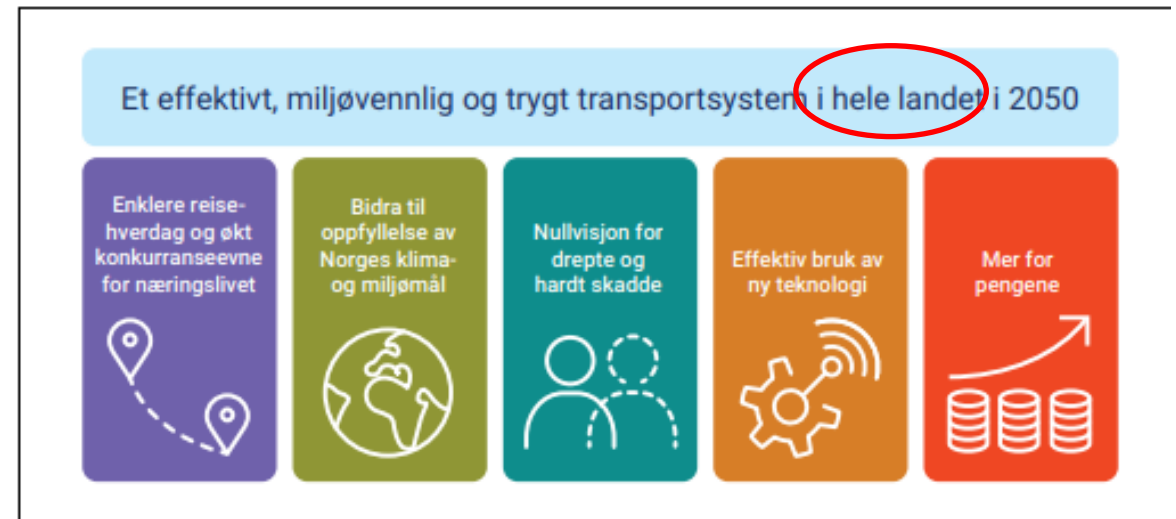 Et effektivt, miljøvennlig og trygt transportsystem i hele landet i 2050
Enklere reise-
hverdag og økt
konkurranseevne
for næringslivet
Bidra til
oppfyllelse av
Norges klima-
og miljømål
Nullvisjon for
drepte og
hardt skadde
Effektiv bruk av
ny teknologi
Mer for
pengene